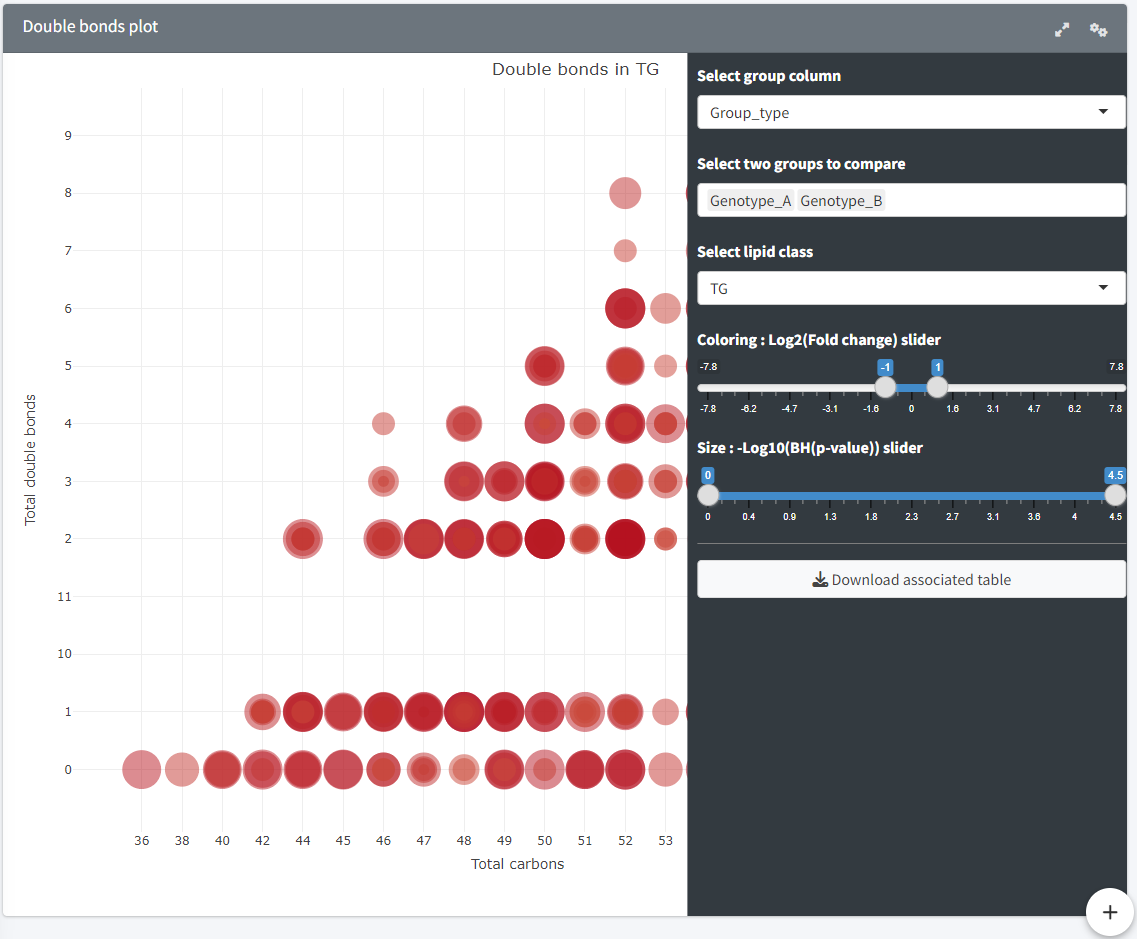 Double bonds plot
Double bonds in TG
Total double bonds
9
8
7
6
5
4
3
2
11
10
1
0
36 38 40 42 44 45 46 47 48 49 50 51 52 53
Total carbons
Select group column
Group_type
Select two groups to compare
Genotype_A Genotype_B
Select lipid class
TG
Coloring : Log2(Fold change) slider
-7.8 -1 1 7.8
-7.8 -6.2 -4.7 -3.1 -1.6 0 1.6 3.1 4.7 6.2 7.8
Size : -Log10(BH(p-value)) slider
0 4.5
0 0.4 0.9 1.3 1.8 2.3 2.7 3.1 3.6 4 4.5
Download associated table